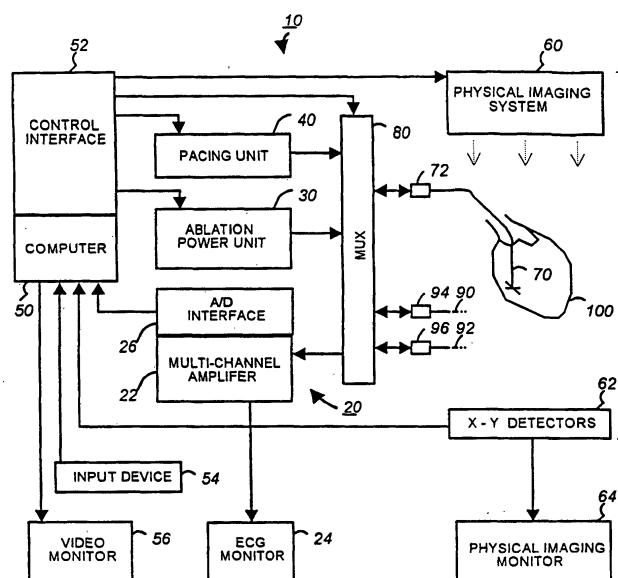 10
52
60
CONTROL
INTERFACE
PHYSICAL IMAGING
SYSTEM
40
80
PACING UNIT
72
30
ABLATION
POWER UNIT
MUX
COMPUTER
70
50
100
A/D
INTERFACE
94
90
26
96
92
MULTI-CHANNEL
AMPLIFER
22
20
62
X - Y DETECTORS
INPUT DEVICE
54
64
VIDEO
MONITOR
56
ECG
MONITOR
24
PHYSICAL IMAGING
MONITOR